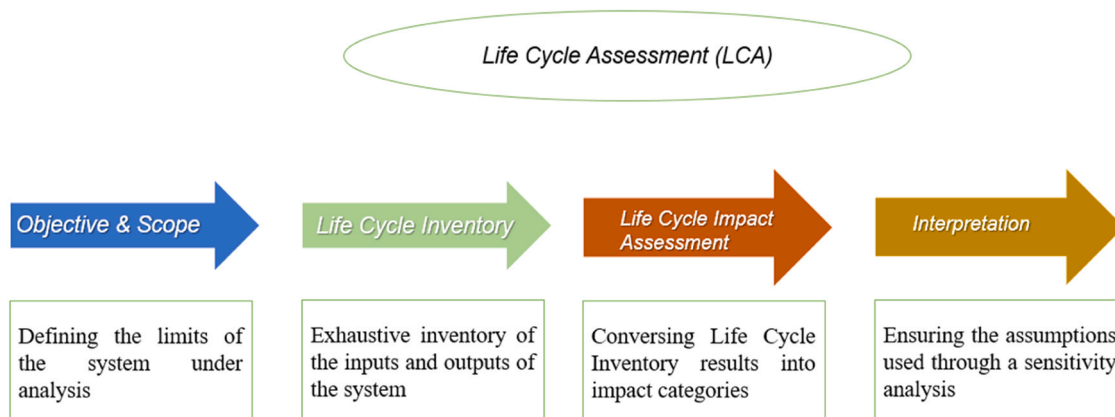 Life Cycle Assessment (LCA)
Objective & Scope
Life Cycle Inventory
Life Cycle Impact
Assessment
Interpretation
Defining the limits of
the system under
analysis
Exhaustive inventory of
the inputs and outputs of
the system
Conversing Life Cycle
Inventory results into
impact categories
Ensuring the assumptions
used through a sensitivity
analysis